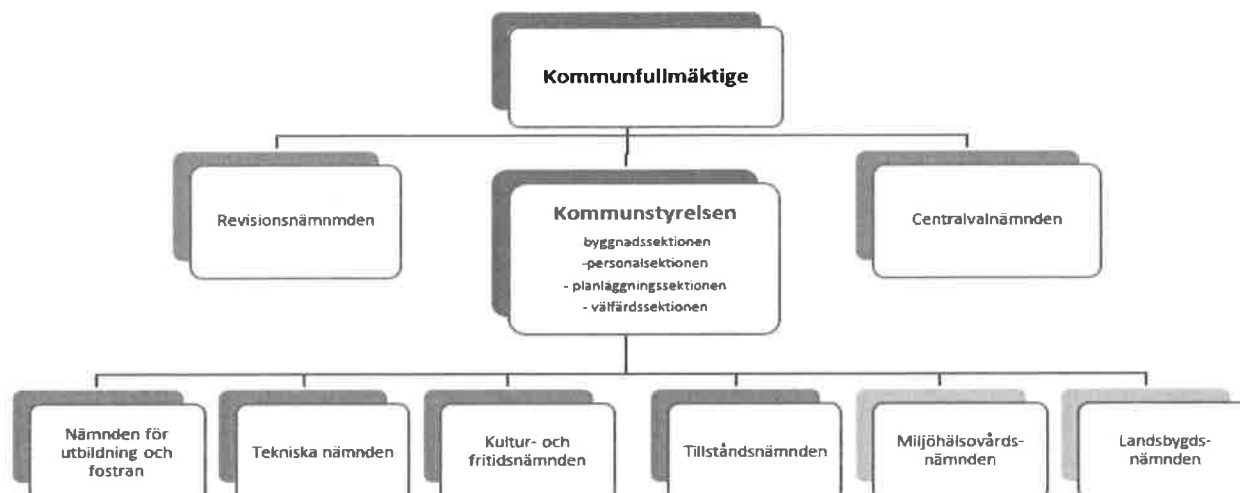 Kommunfullmäktige
Revisionsnämnmden
Kommunstyrelsen
byggnadssektionen
-personalsektionen
- planläggningssektionen
- välfärdssektionen
Centralvalnämnden
Nämnden för
utbildning och
fostran
Tekniska nämnden
Kultur- och
fritidsnämnden
Tillståndsnämnden
Miljöhälsovårds-
nämnden
Landsbygds-
nämnden